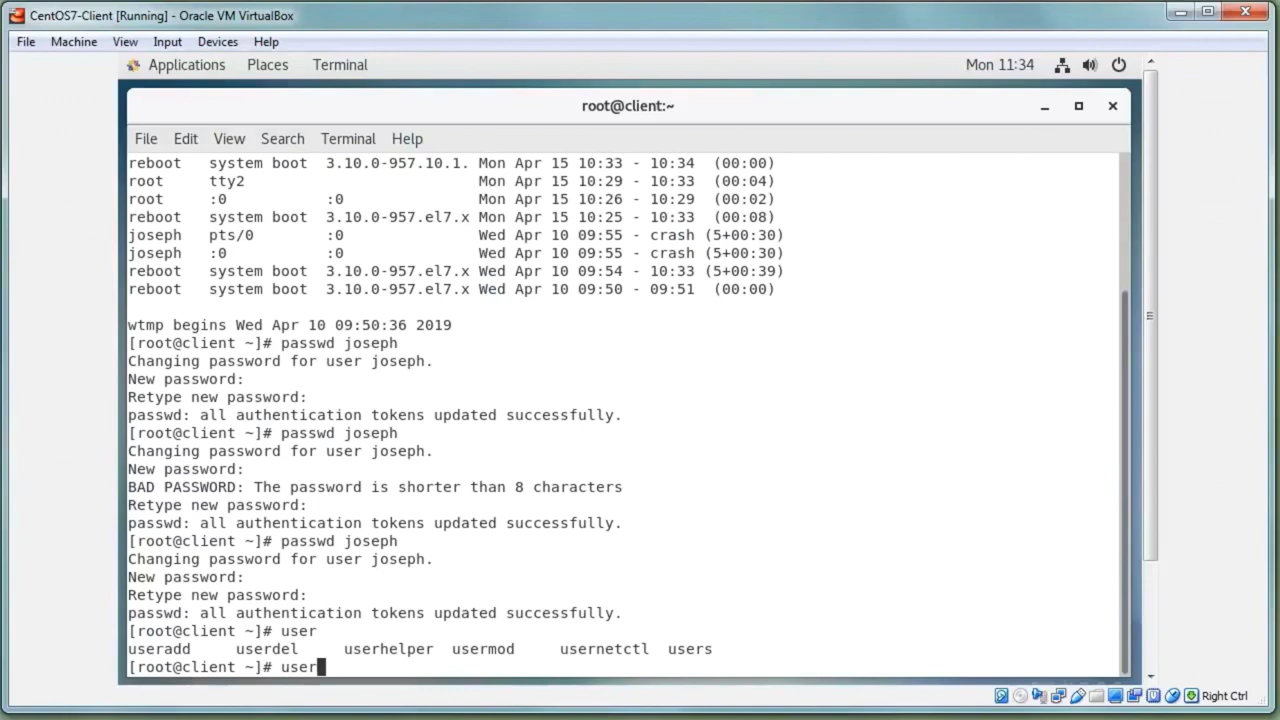 CentOS7-Client [Running] - Oracle VM VirtualBox
File Machine View Input Devices Help
Applications Places Terminal Mon 11:34
root@client:~
File Edit View Search Terminal Help
reboot   system boot  3.10.0-957.10.1. Mon Apr 15 10:33 - 10:34  (00:00)
root     tty2                          Mon Apr 15 10:29 - 10:33  (00:04)
root     :0           :0               Mon Apr 15 10:26 - 10:29  (00:02)
reboot   system boot  3.10.0-957.el7.x Mon Apr 15 10:25 - 10:33  (00:08)
joseph   pts/0        :0               Wed Apr 10 09:55 - crash (5+00:30)
joseph   :0           :0               Wed Apr 10 09:55 - crash (5+00:30)
reboot   system boot  3.10.0-957.el7.x Wed Apr 10 09:54 - 10:33 (5+00:39)
reboot   system boot  3.10.0-957.el7.x Wed Apr 10 09:50 - 09:51  (00:00)
wtmp begins Wed Apr 10 09:50:36 2019
[root@client ~]# passwd joseph
Changing password for user joseph.
New password:
Retype new password:
passwd: all authentication tokens updated successfully.
[root@client ~]# passwd joseph
Changing password for user joseph.
New password:
BAD PASSWORD: The password is shorter than 8 characters
Retype new password:
passwd: all authentication tokens updated successfully.
[root@client ~]# passwd joseph
Changing password for user joseph.
New password:
Retype new password:
passwd: all authentication tokens updated successfully.
[root@client ~]# user
useradd     userdel     userhelper  usermod     usernetctl  users
[root@client ~]# user
Right Ctrl